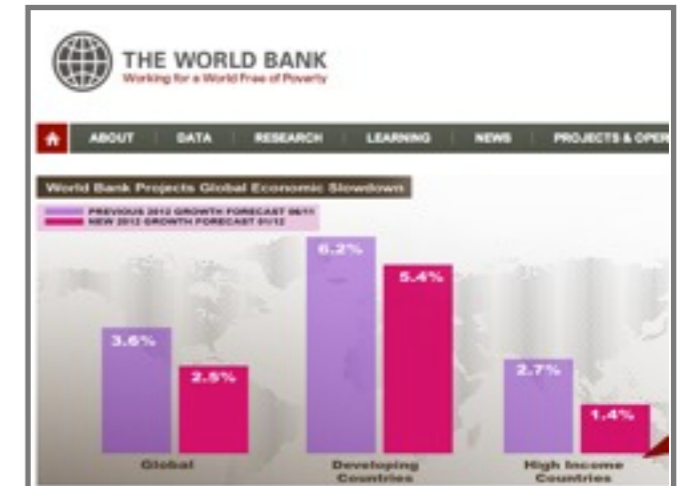 THE WORLD BANK
Working for a World Free of Poverty
ABOUT DATA RESEARCH LEARNING NEWS PROJECTS & OPER
World Bank Projects Global Economic Slowdown
PREVIOUS 2012 GROWTH FORECAST 06/11
NEW 2012 GROWTH FORECAST 01/12
6.2%
5.4%
3.6%
2.5%
2.7%
1.4%
Global
Developing
Countries
High Income
Countries